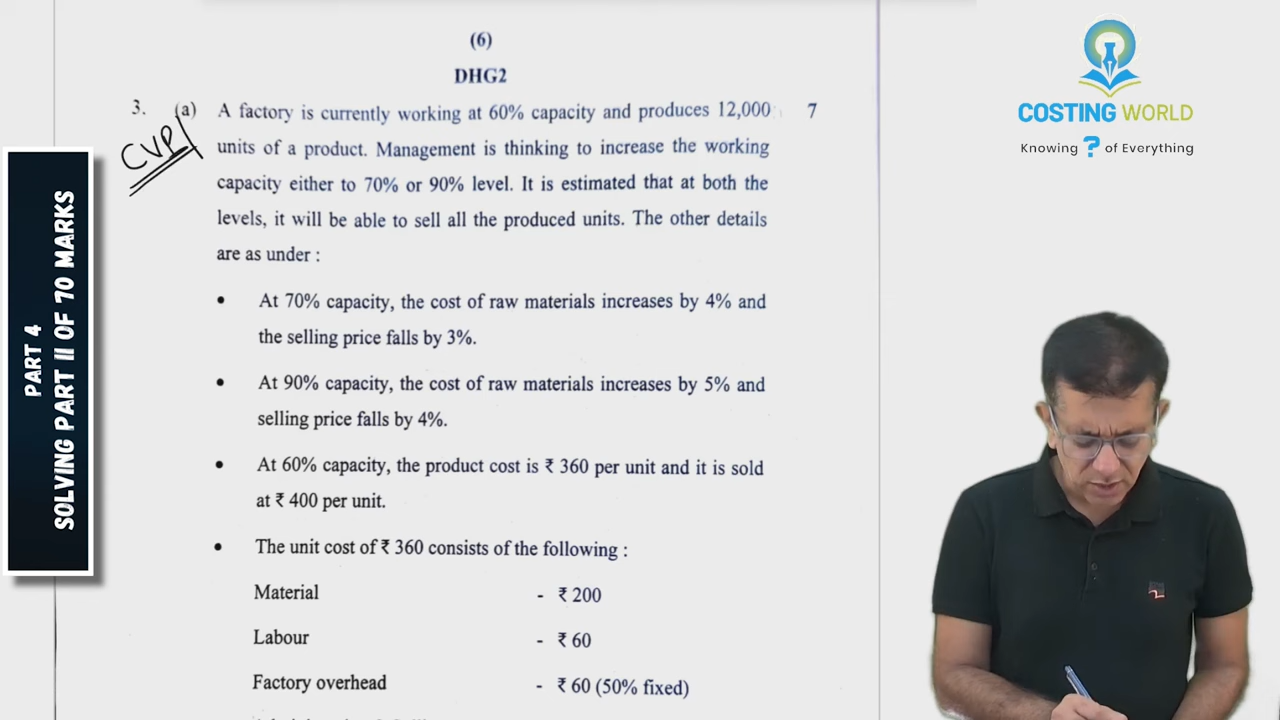 (6)
DHG2
3. (a) A factory is currently working at 60% capacity and produces 12,000 7
CVP
units of a product. Management is thinking to increase the working
capacity either to 70% or 90% level. It is estimated that at both the
levels, it will be able to sell all the produced units. The other details
are as under :
• At 70% capacity, the cost of raw materials increases by 4% and
the selling price falls by 3%.
• At 90% capacity, the cost of raw materials increases by 5% and
selling price falls by 4%.
• At 60% capacity, the product cost is ₹ 360 per unit and it is sold
at ₹ 400 per unit.
• The unit cost of ₹ 360 consists of the following :
Material - ₹ 200
Labour - ₹ 60
Factory overhead - ₹ 60 (50% fixed)
PART 4
SOLVING PART II OF 70 MARKS
COSTING WORLD
Knowing ? of Everything